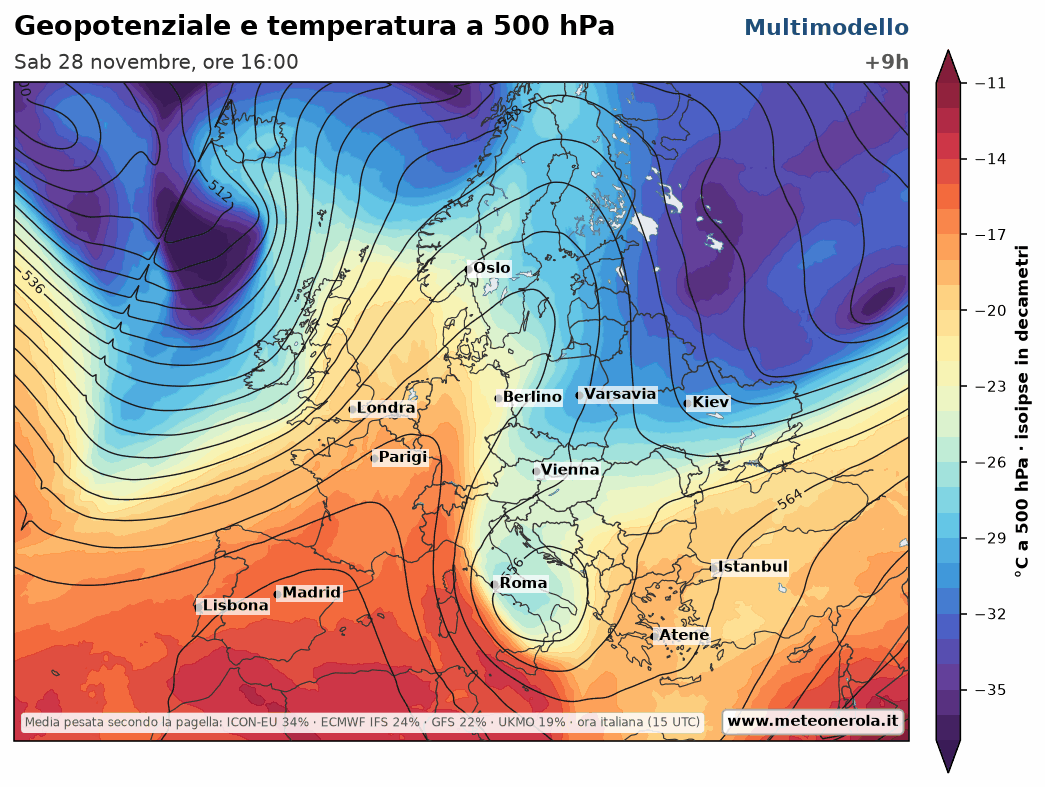 Geopotenziale e temperatura a 500 hPa
Multimodello
Sab 28 novembre, ore 16:00
+9h
512
536
Oslo
Berlino
Varsavia
Kiev
Londra
Parigi
Vienna
564
Roma
Istanbul
Madrid
Lisbona
Atene
Media pesata secondo la pagella: ICON-EU 34% · ECMWF IFS 24% · GFS 22% · UKMO 19% · ora italiana (15 UTC)
www.meteonerola.it
−11
−14
−17
−20
−23
−26
−29
−32
−35
°C a 500 hPa · isoipse in decametri